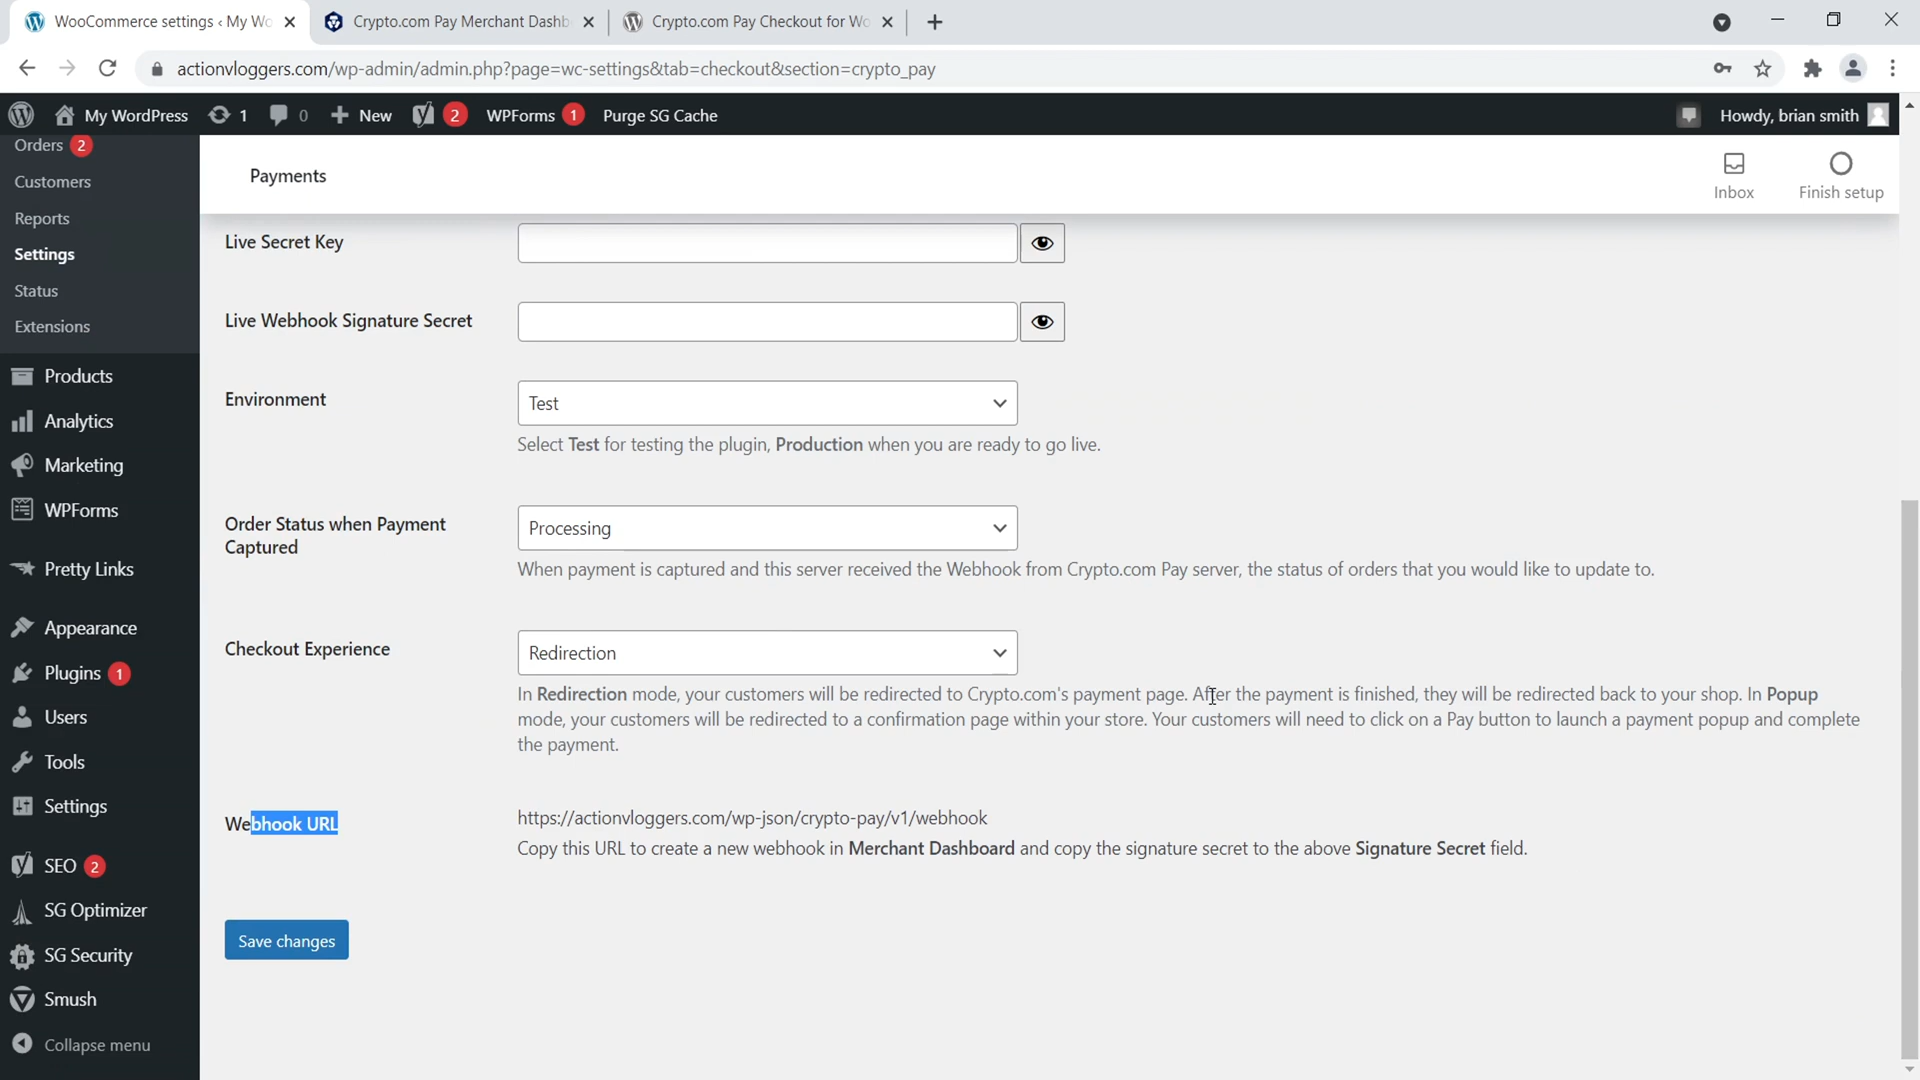 WooCommerce settings ‹ My Wo
Crypto.com Pay Merchant Dashb
Crypto.com Pay Checkout for Wo
actionvloggers.com/wp-admin/admin.php?page=wc-settings&tab=checkout&section=crypto_pay
My WordPress 1 0 New 2 WPForms 1 Purge SG Cache Howdy, brian smith
Orders 2
Customers
Reports
Settings
Status
Extensions
Products
Analytics
Marketing
WPForms
Pretty Links
Appearance
Plugins 1
Users
Tools
Settings
SEO 2
SG Optimizer
SG Security
Smush
Collapse menu
Payments
Inbox
Finish setup
Live Secret Key
Live Webhook Signature Secret
Environment
Test
Select Test for testing the plugin, Production when you are ready to go live.
Order Status when Payment
Captured
Processing
When payment is captured and this server received the Webhook from Crypto.com Pay server, the status of orders that you would like to update to.
Checkout Experience
Redirection
In Redirection mode, your customers will be redirected to Crypto.com's payment page. After the payment is finished, they will be redirected back to your shop. In Popup
mode, your customers will be redirected to a confirmation page within your store. Your customers will need to click on a Pay button to launch a payment popup and complete
the payment.
Webhook URL
https://actionvloggers.com/wp-json/crypto-pay/v1/webhook
Copy this URL to create a new webhook in Merchant Dashboard and copy the signature secret to the above Signature Secret field.
Save changes